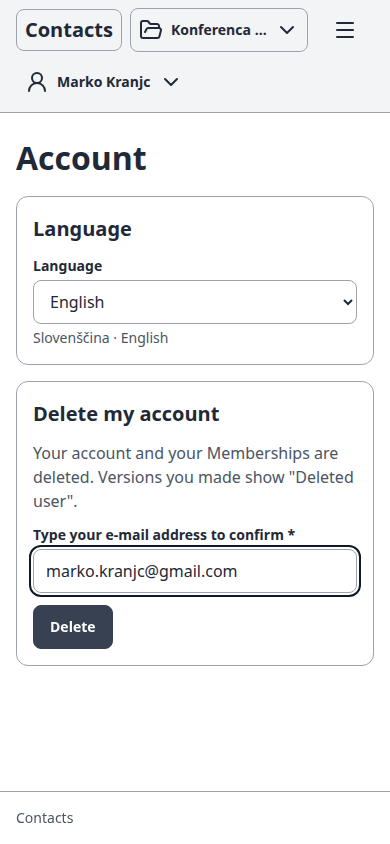 Contacts
Konferenca ...
Marko Kranjc
Account
Language
Language
English
Slovenščina · English
Delete my account
Your account and your Memberships are
deleted. Versions you made show "Deleted
user".
Type your e-mail address to confirm *
marko.kranjc@gmail.com
Delete
Contacts